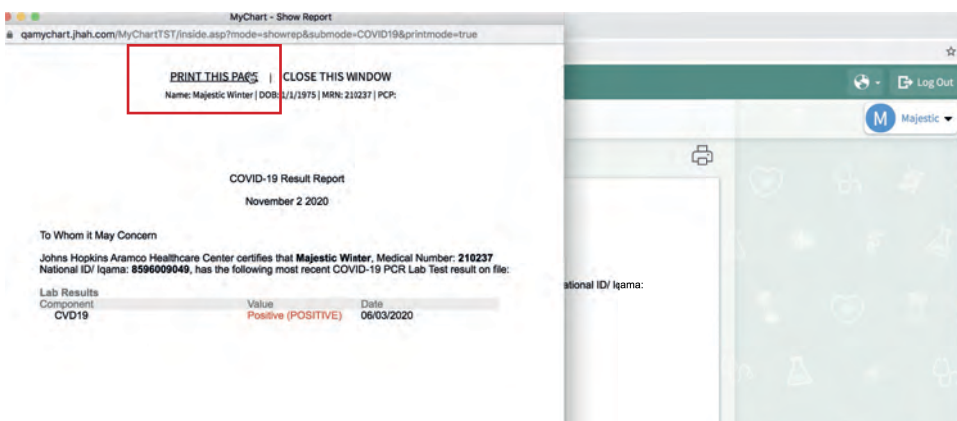 MyChart - Show Report
qamychart.jhah.com/MyChartTST/inside.asp?mode=showrep&submode=COVID19&printmode=true
PRINT THIS PAGE | CLOSE THIS WINDOW
Name: Majestic Winter | DOB: 1/1/1975 | MRN: 210237 | PCP:
Log Out
M Majestic
COVID-19 Result Report
November 2 2020
To Whom it May Concern
Johns Hopkins Aramco Healthcare Center certifies that Majestic Winter, Medical Number: 210237
National ID/ Iqama: 8596009049, has the following most recent COVID-19 PCR Lab Test result on file:
ational ID/ Iqama:
Lab Results
Component Value Date
CVD19 Positive (POSITIVE) 06/03/2020